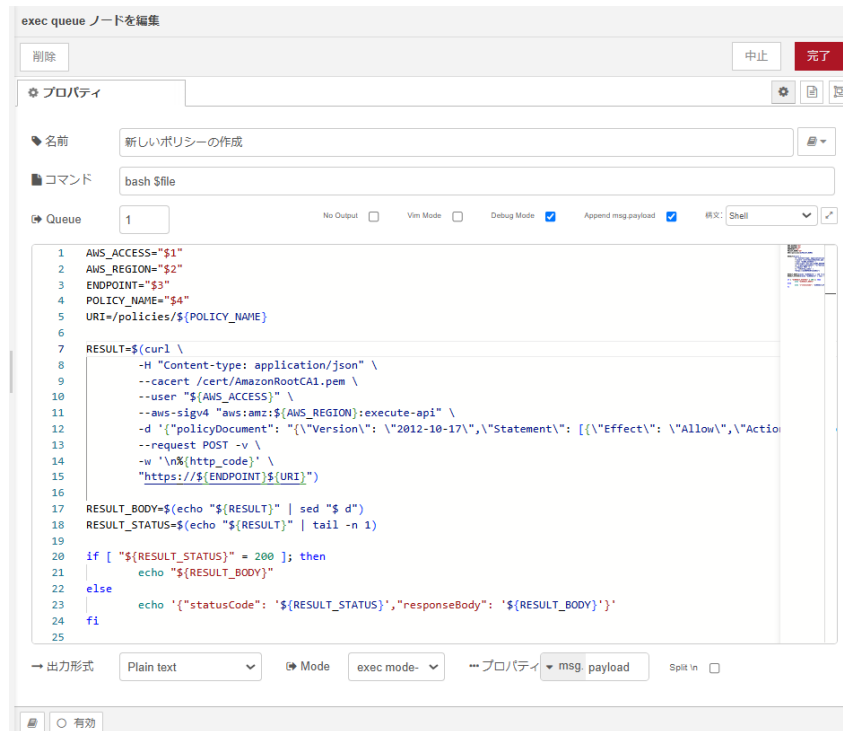 exec queue ノードを編集
削除
中止
完了
プロパティ
名前
新しいポリシーの作成
コマンド
bash $file
Queue
1
No Output
Vim Mode
Debug Mode
Append msg.payload
構文:
Shell
1 AWS_ACCESS="$1"
2 AWS_REGION="$2"
3 ENDPOINT="$3"
4 POLICY_NAME="$4"
5 URI=/policies/${POLICY_NAME}
6
7 RESULT=$(curl \
8 -H "Content-type: application/json" \
9 --cacert /cert/AmazonRootCA1.pem \
10 --user "${AWS_ACCESS}" \
11 --aws-sigv4 "aws:amz:${AWS_REGION}:execute-api" \
12 -d '{"policyDocument": "{\"Version\": \"2012-10-17\",\"Statement\": [{\"Effect\": \"Allow\",\"Actio
13 --request POST -v \
14 -w '\n%{http_code}' \
15 "https://${ENDPOINT}${URI}")
16
17 RESULT_BODY=$(echo "${RESULT}" | sed "$ d")
18 RESULT_STATUS=$(echo "${RESULT}" | tail -n 1)
19
20 if [ "${RESULT_STATUS}" = 200 ]; then
21 echo "${RESULT_BODY}"
22 else
23 echo '{"statusCode": '${RESULT_STATUS}',"responseBody": '${RESULT_BODY}'}'
24 fi
25
出力形式
Plain text
Mode
exec mode-
プロパティ
msg. payload
Split \n
有効